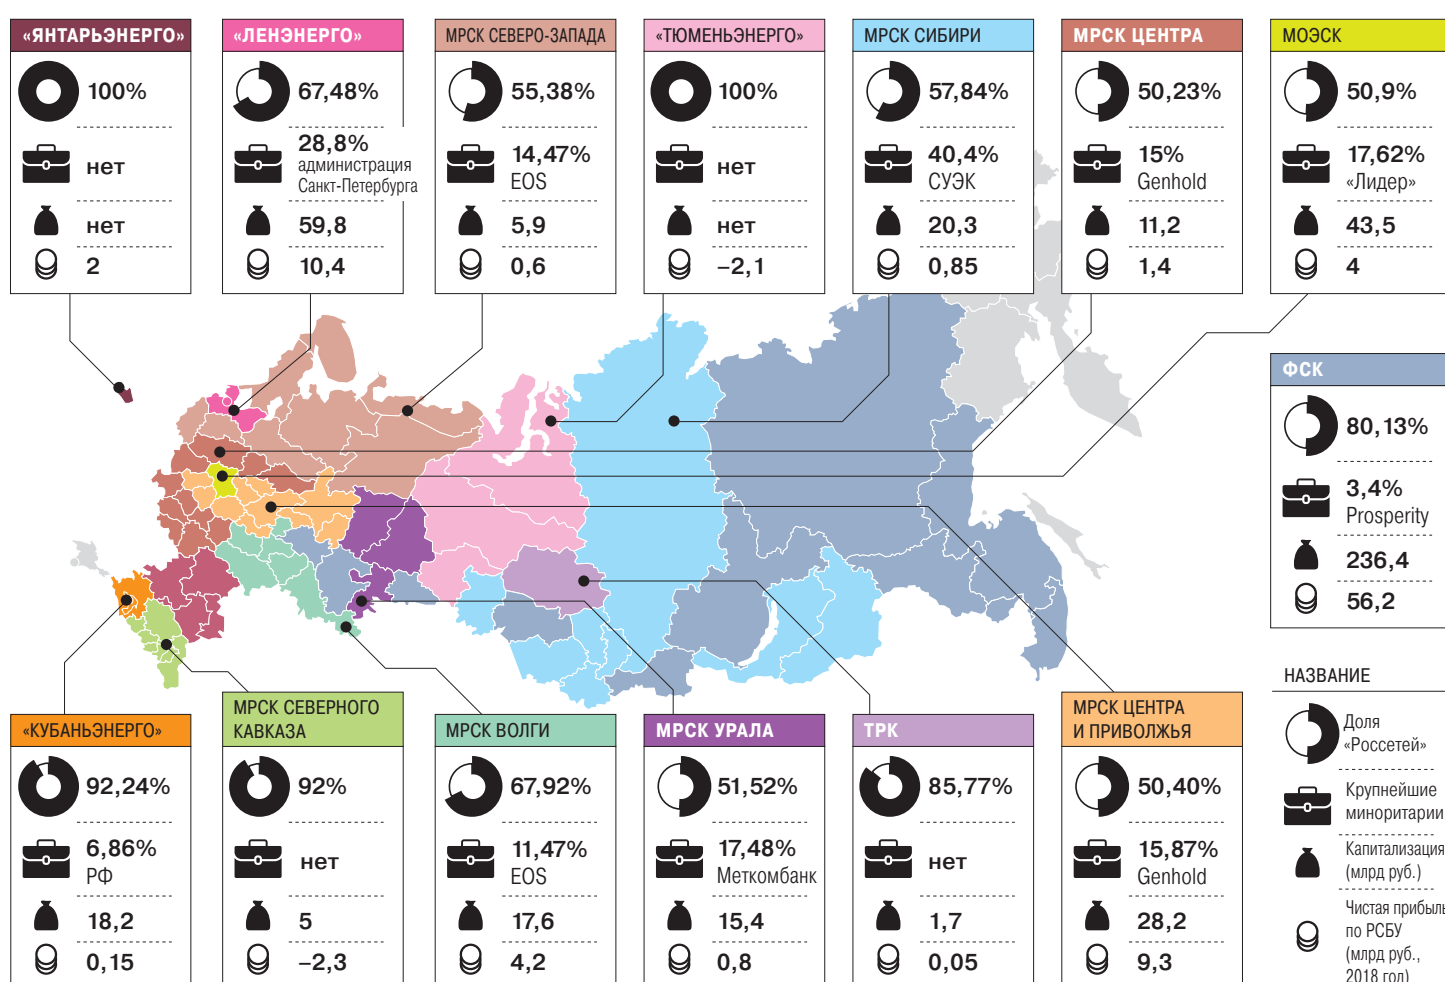 «ЯНТАРЬЭНЕРГО»
100%
нет
нет
2
«ЛЕНЭНЕРГО»
67,48%
28,8%
администрация
Санкт-Петербурга
59,8
10,4
МРСК СЕВЕРО-ЗАПАДА
55,38%
14,47%
EOS
5,9
0,6
«ТЮМЕНЬЭНЕРГО»
100%
нет
нет
–2,1
МРСК СИБИРИ
57,84%
40,4%
СУЭК
20,3
0,85
МРСК ЦЕНТРА
50,23%
15%
Genhold
11,2
1,4
МОЭСК
50,9%
17,62%
«Лидер»
43,5
4
ФСК
80,13%
3,4%
Prosperity
236,4
56,2
«КУБАНЬЭНЕРГО»
92,24%
6,86%
РФ
18,2
0,15
МРСК СЕВЕРНОГО
КАВКАЗА
92%
нет
5
–2,3
МРСК ВОЛГИ
67,92%
11,47%
EOS
17,6
4,2
МРСК УРАЛА
51,52%
17,48%
Меткомбанк
15,4
0,8
ТРК
85,77%
нет
1,7
0,05
МРСК ЦЕНТРА
И ПРИВОЛЖЬЯ
50,40%
15,87%
Genhold
28,2
9,3
НАЗВАНИЕ
Доля
«Россетей»
Крупнейшие
миноритарии
Капитализация
(млрд руб.)
Чистая прибыль
по РСБУ
(млрд руб.,
2018 год)